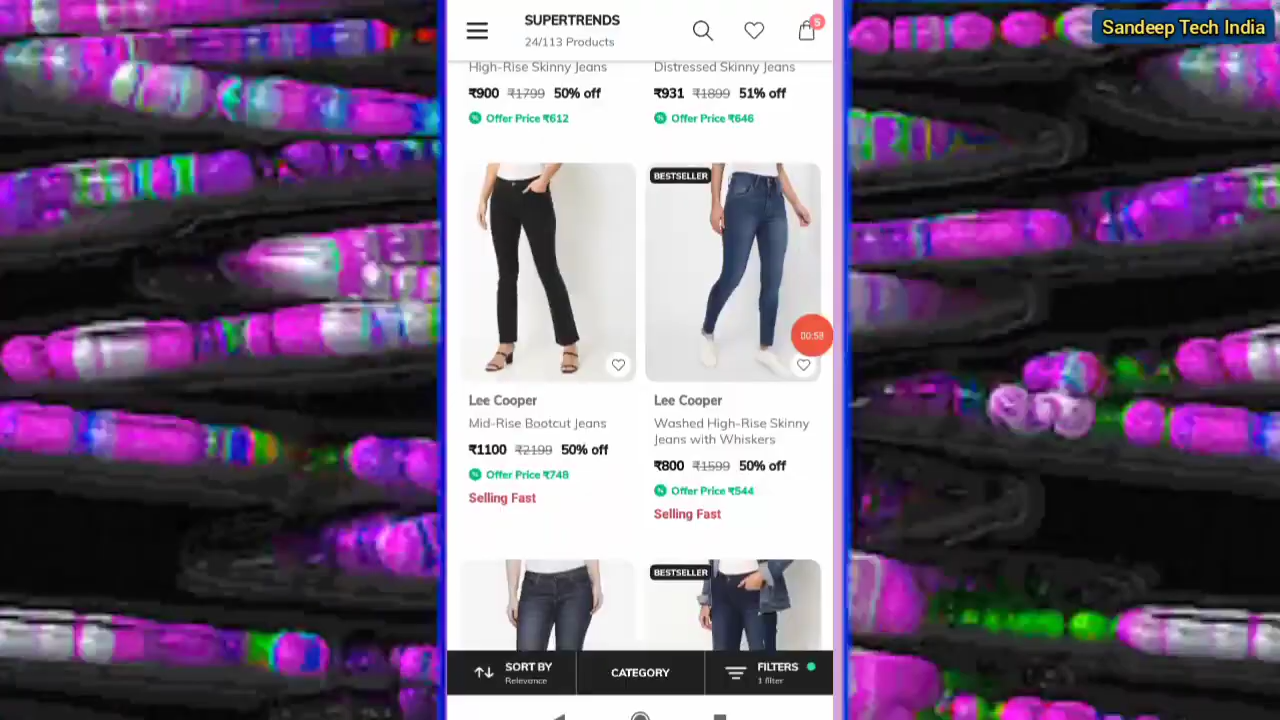 Sandeep Tech India
SUPERTRENDS
24/113 Products
5
High-Rise Skinny Jeans
₹900 ₹1799 50% off
Offer Price ₹612
Distressed Skinny Jeans
₹931 ₹1899 51% off
Offer Price ₹646
BESTSELLER
00:58
Lee Cooper
Mid-Rise Bootcut Jeans
₹1100 ₹2199 50% off
Offer Price ₹748
Selling Fast
Lee Cooper
Washed High-Rise Skinny
Jeans with Whiskers
₹800 ₹1599 50% off
Offer Price ₹544
Selling Fast
BESTSELLER
SORT BY
Relevance
CATEGORY
FILTERS
1 filter